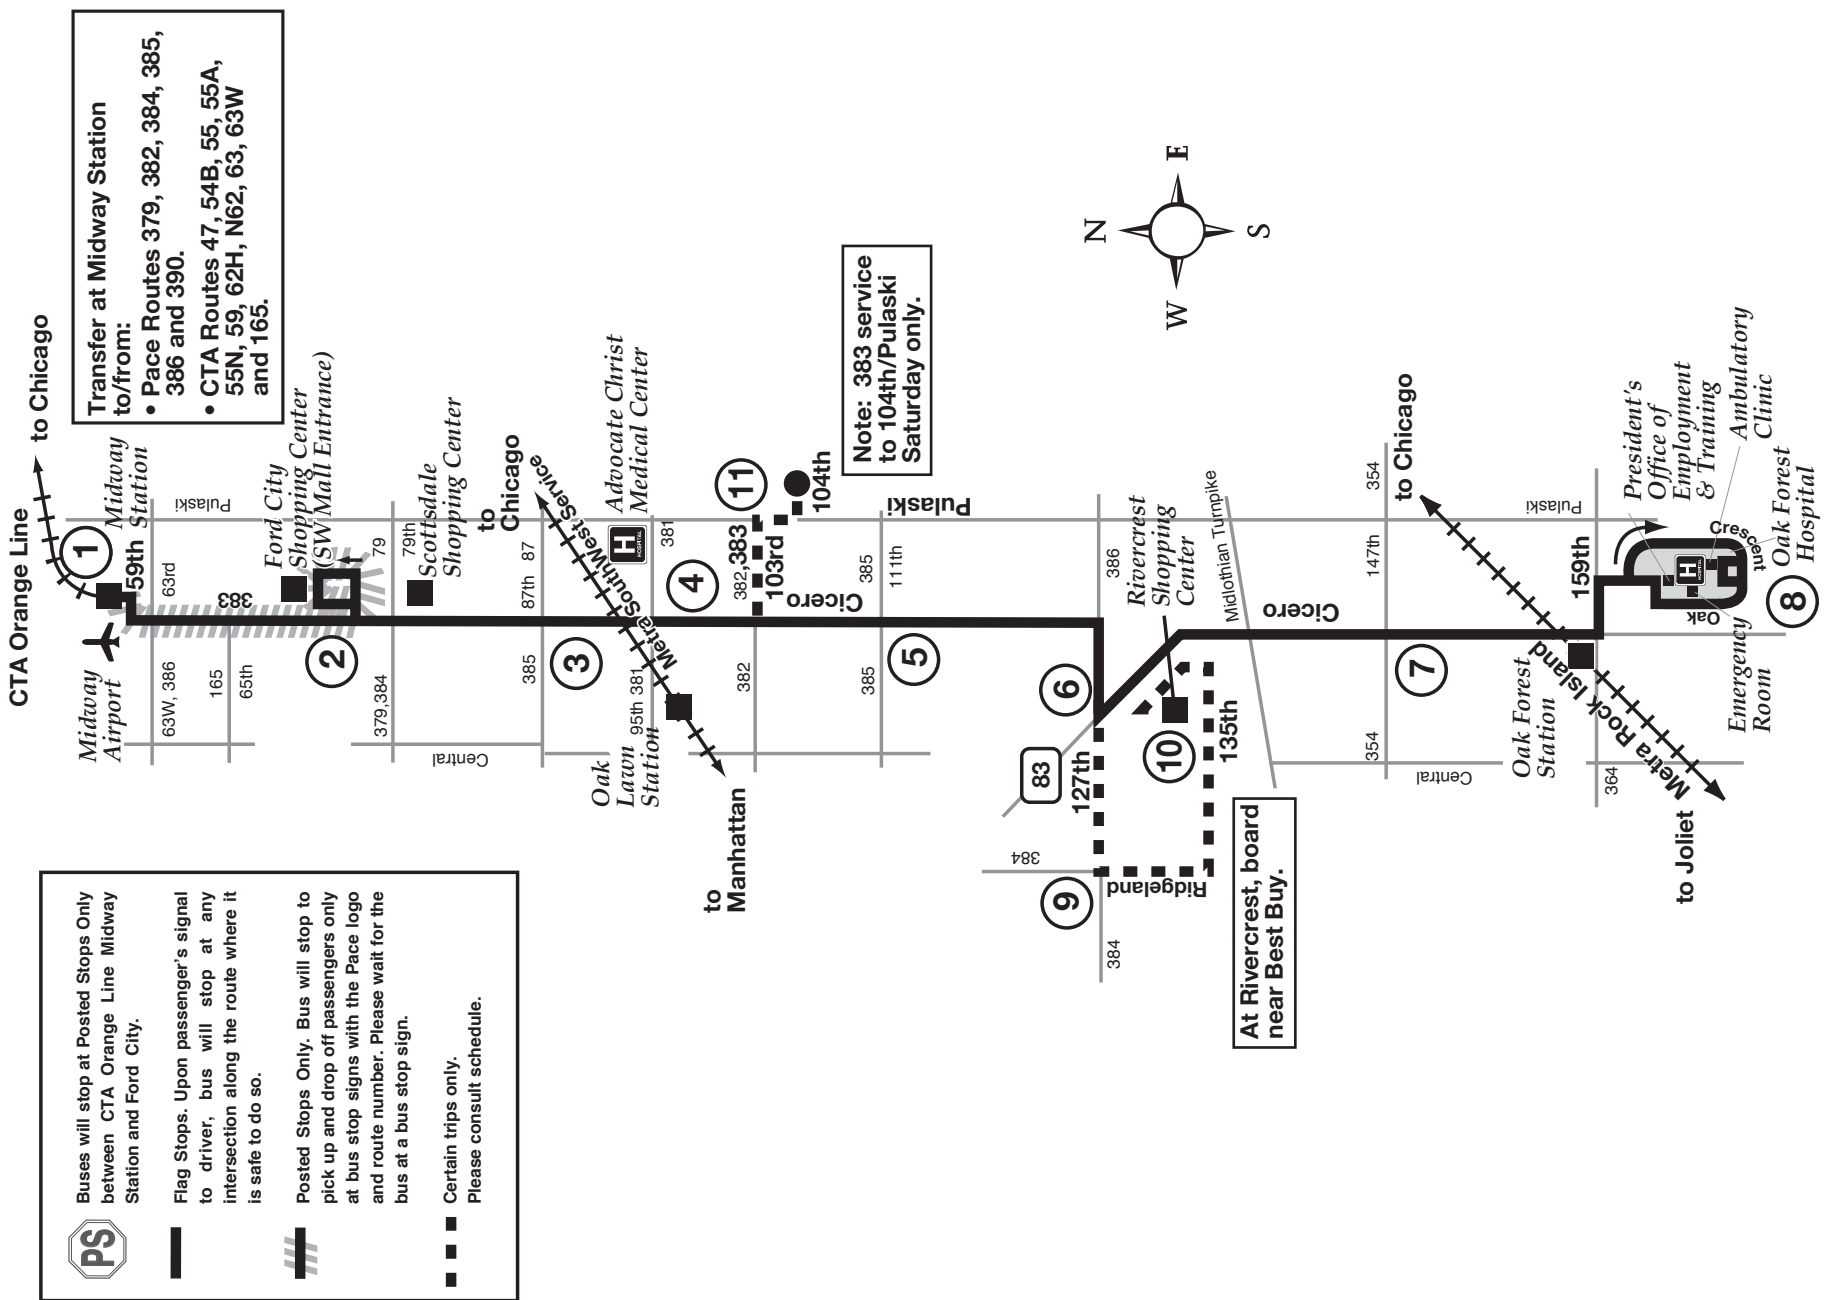 PS
Buses will stop at Posted Stops Only
between CTA Orange Line Midway
Station and Ford City.
Flag Stops. Upon passenger's signal
to driver, bus will stop at any
intersection along the route where it
is safe to do so.
Posted Stops Only. Bus will stop to
pick up and drop off passengers only
at bus stop signs with the Pace logo
and route number. Please wait for the
bus at a bus stop sign.
Certain trips only.
Please consult schedule.
CTA Orange Line
to Chicago
Transfer at Midway Station
to/from:
• Pace Routes 379, 382, 384, 385,
386 and 390.
• CTA Routes 47, 54B, 55, 55A,
55N, 59, 62H, N62, 63, 63W
and 165.
1
Midway
Station
Midway
Airport
59th
63rd
Pulaski
63W, 386
383
165
65th
Ford City
Shopping Center
(SW Mall Entrance)
2
379,384
79
79th
Scottsdale
Shopping Center
Central
to
Chicago
385
87th
87
3
Metra SouthWest Service
H
HOSPITAL
Advocate Christ
Medical Center
95th
381
381
Oak
Lawn
Station
to
Manhattan
4
11
382
382,383
103rd
104th
Cicero
Note: 383 service
to 104th/Pulaski
Saturday only.
5
385
385
111th
Pulaski
N
W
E
S
6
386
83
127th
9
384
384
Ridgeland
10
135th
Rivercrest
Shopping
Center
Midlothian Turnpike
At Rivercrest, board
near Best Buy.
Cicero
7
354
147th
354
Central
to Chicago
Oak Forest
Station
Metra Rock Island
to Joliet
364
159th
Pulaski
President's
Office of
Employment
& Training
Ambulatory
Clinic
H
HOSPITAL
Crescent
Oak
Oak Forest
Hospital
Emergency
Room
8